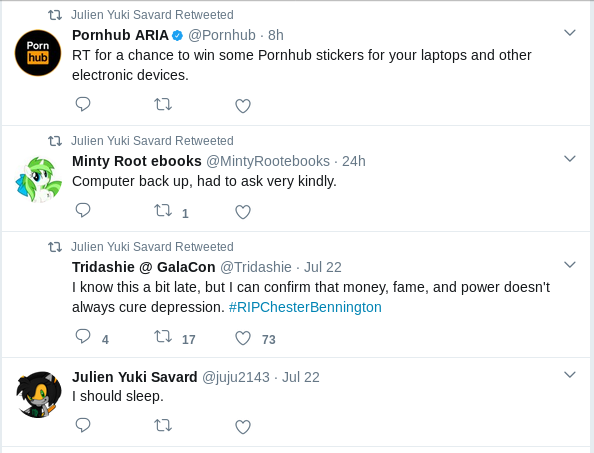 Julien Yuki Savard Retweeted
Porn
hub
Pornhub ARIA @Pornhub · 8h
RT for a chance to win some Pornhub stickers for your laptops and other
electronic devices.
Julien Yuki Savard Retweeted
Minty Root ebooks @MintyRootebooks · 24h
Computer back up, had to ask very kindly.
1
Julien Yuki Savard Retweeted
Tridashie @ GalaCon @Tridashie · Jul 22
I know this a bit late, but I can confirm that money, fame, and power doesn't
always cure depression. #RIPChesterBennington
4 17 73
Julien Yuki Savard @juju2143 · Jul 22
I should sleep.